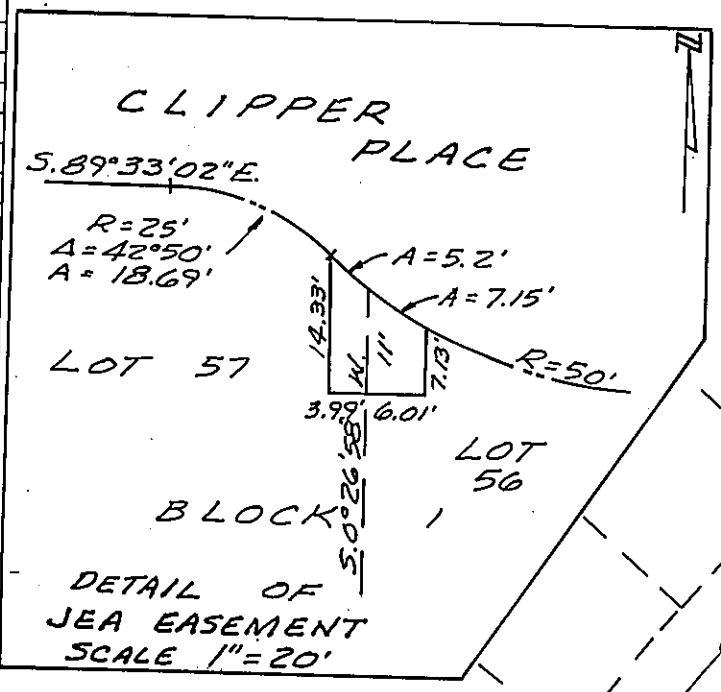 N
CLIPPER
PLACE
S.89°33'02"E.
R=25'
Δ=42°50'
A=18.69'
A=5.2'
A=7.15'
14.33'
W.
11'
7.13'
R=50'
LOT 57
3.99' 6.01'
S.0°26'58"
LOT
56
BLOCK 1
DETAIL OF
JEA EASEMENT
SCALE 1"=20'